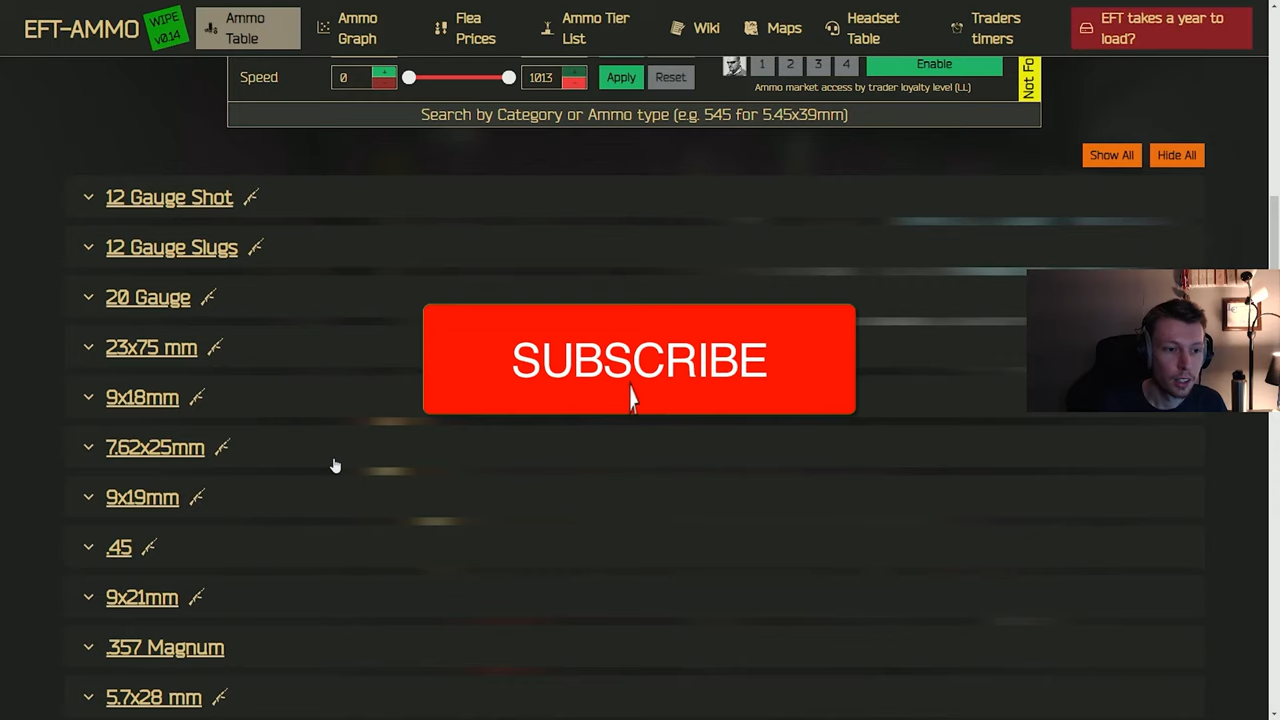 EFT-AMMO
WIPE
v0.14
Ammo
Table
Ammo
Graph
Flea
Prices
Ammo Tier
List
Wiki
Maps
Headset
Table
Traders
timers
EFT takes a year to
load?
Speed
0
+
1013
+
Apply
Reset
1
2
3
4
Enable
Ammo market access by trader loyalty level (LL)
Not Fo
Search by Category or Ammo type (e.g. 545 for 5.45x39mm)
Show All
Hide All
12 Gauge Shot
12 Gauge Slugs
20 Gauge
23x75 mm
9x18mm
7.62x25mm
9x19mm
.45
9x21mm
.357 Magnum
5.7x28 mm
SUBSCRIBE